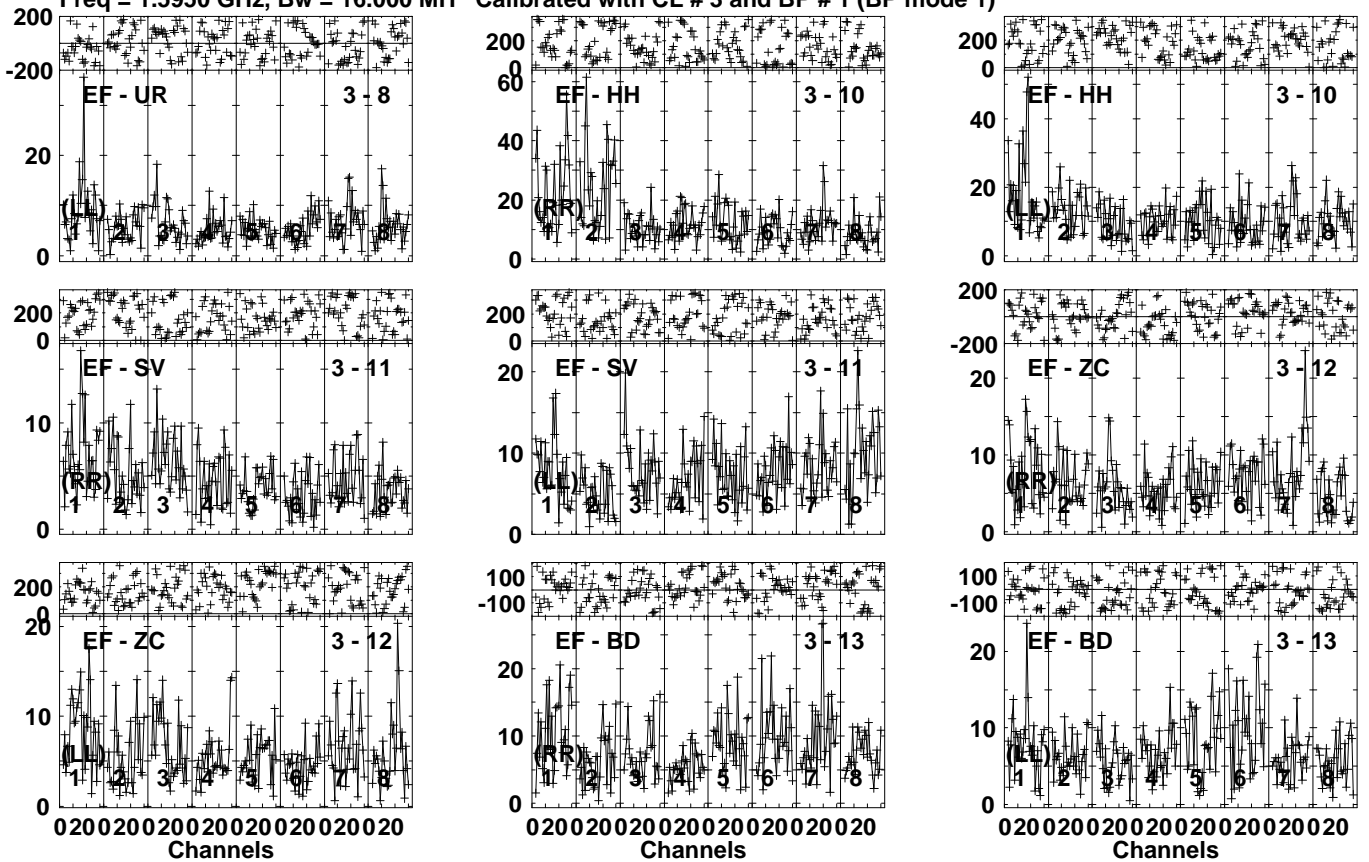 Freq = 1.5950 GHz, Bw = 16.000 MH Calibrated with CL # 3 and BP # 1 (BP mode 1)
200
-200
EF - UR 3 - 8
20
(LL)
1 2 3 4 5 6 7 8
0
200
0
EF - HH 3 - 10
60
40
20
(RR)
1 2 3 4 5 6 7 8
0
200
0
EF - HH 3 - 10
40
20
(LL)
1 2 3 4 5 6 7 8
0
200
0
EF - SV 3 - 11
10
(RR)
1 2 3 4 5 6 7 8
0
200
0
EF - SV 3 - 11
20
10
(LL)
1 2 3 4 5 6 7 8
0
200
-200
EF - ZC 3 - 12
20
10
(RR)
1 2 3 4 5 6 7 8
0
200
0
20
EF - ZC 3 - 12
10
(LL)
1 2 3 4 5 6 7 8
0
0 20 0 20 0 20 0 20 0 20 0 20 0 20 0 20
Channels
100
-100
EF - BD 3 - 13
20
10
(RR)
1 2 3 4 5 6 7 8
0
0 20 0 20 0 20 0 20 0 20 0 20 0 20 0 20
Channels
100
-100
EF - BD 3 - 13
20
10
(LL)
1 2 3 4 5 6 7 8
0
0 20 0 20 0 20 0 20 0 20 0 20 0 20 0 20
Channels